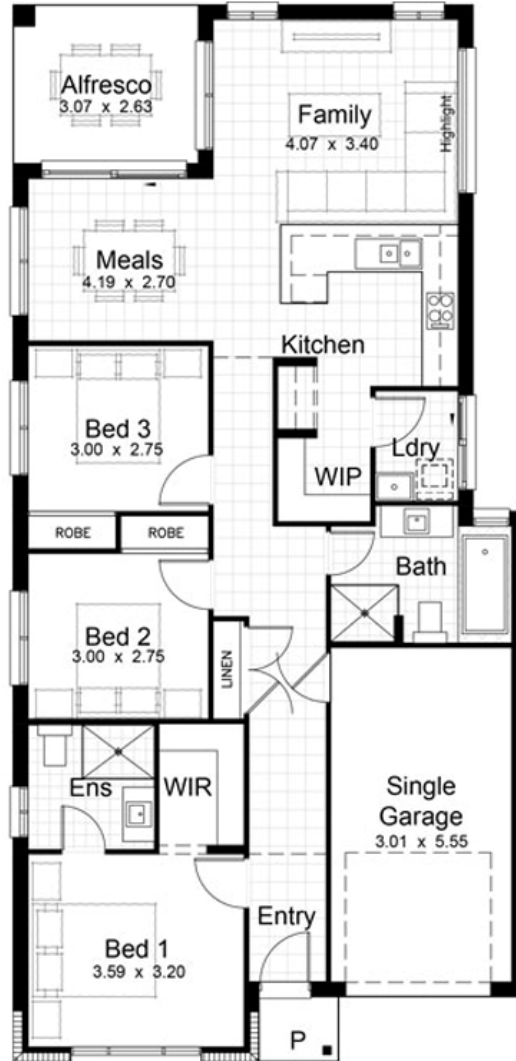 Alfresco
3.07 x 2.63
Family
4.07 x 3.40
Highlight
Meals
4.19 x 2.70
Kitchen
Bed 3
3.00 x 2.75
WIP
Ldry
ROBE
ROBE
Bath
Bed 2
3.00 x 2.75
LINEN
Ens
WIR
Single
Garage
3.01 x 5.55
Entry
Bed 1
3.59 x 3.20
P